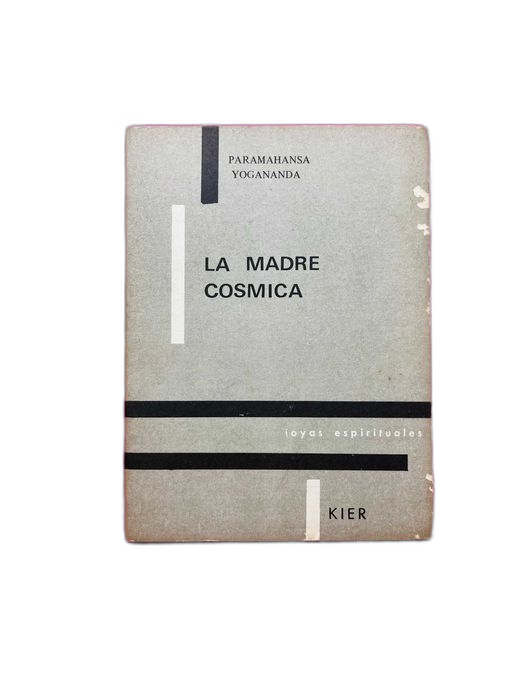 PARAMAHANSA
YOGANANDA
LA MADRE
COSMICA
joyas espirituales
KIER